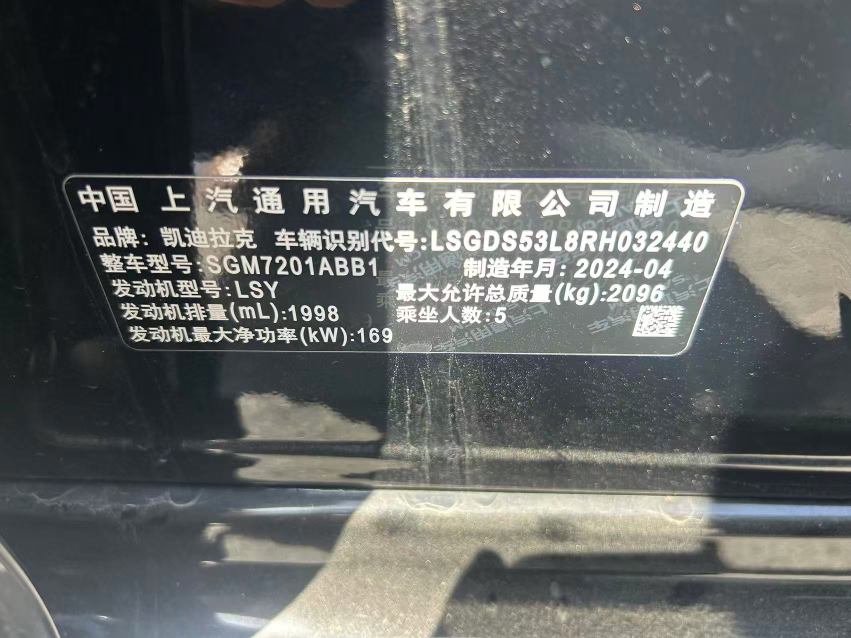 中国 上汽通用汽车有限公司制造
品牌: 凯迪拉克 车辆识别代号:LSGDS53L8RH032440
整车型号:SGM7201ABB1 制造年月: 2024-04
发动机型号:LSY 最大允许总质量(kg):2096
发动机排量(mL):1998 乘坐人数:5
发动机最大净功率(kW):169